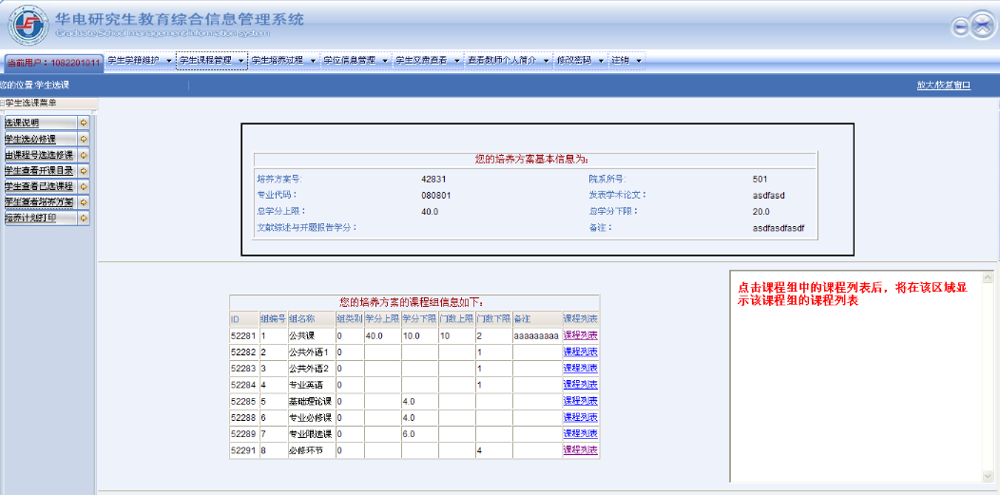 华电研究生教育综合信息管理系统
Graduate School management information system
当前用户：1082201011 学生学籍维护 学生课程管理 学生培养过程 学位信息管理 学生交费查看 查看教师个人简介 修改密码 注销
您的位置:学生选课 放大/恢复窗口
学生选课菜单
选课说明
学生选必修课
由课程号选选修课
学生查看开课目录
学生查看已选课程
学生查看培养方案
培养计划打印
您的培养方案基本信息为:
培养方案号: 42831 院系所号: 501
专业代码： 080801 发表学术论文： asdfasd
总学分上限： 40.0 总学分下限： 20.0
文献综述与开题报告学分： 备注： asdfasdfasdf
您的培养方案的课程组信息如下:
ID 组编号 组名称 组类别 学分上限 学分下限 门数上限 门数下限 备注 课程列表
52281 1 公共课 0 40.0 10.0 10 2 aaaaaaaaa 课程列表
52282 2 公共外语1 0 1 课程列表
52283 3 公共外语2 0 1 课程列表
52284 4 专业英语 0 1 课程列表
52285 5 基础理论课 0 4.0 课程列表
52288 6 专业必修课 0 4.0 课程列表
52289 7 专业限选课 0 6.0 课程列表
52291 8 必修环节 0 4 课程列表
点击课程组中的课程列表后，将在该区域显
示该课程组的课程列表